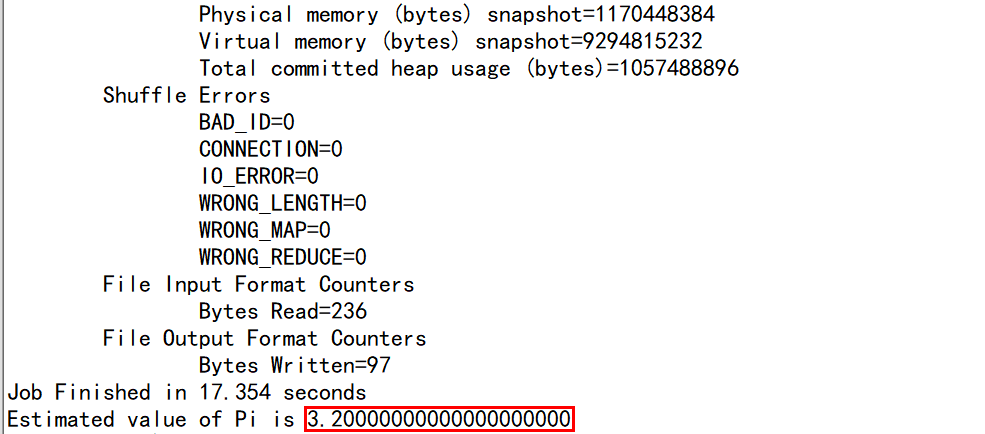 Physical memory (bytes) snapshot=1170448384
Virtual memory (bytes) snapshot=9294815232
Total committed heap usage (bytes)=1057488896
Shuffle Errors
BAD_ID=0
CONNECTION=0
IO_ERROR=0
WRONG_LENGTH=0
WRONG_MAP=0
WRONG_REDUCE=0
File Input Format Counters
Bytes Read=236
File Output Format Counters
Bytes Written=97
Job Finished in 17.354 seconds
Estimated value of Pi is 3.20000000000000000000